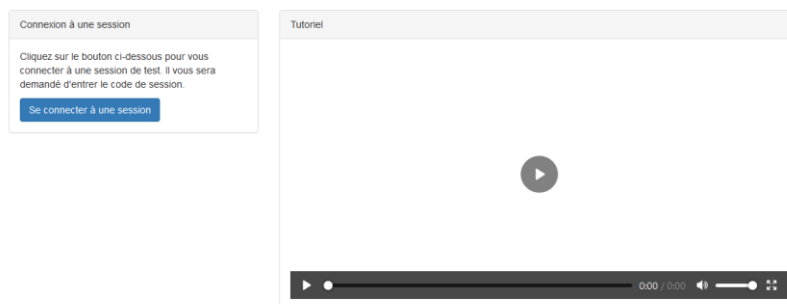 Connexion à une session
Cliquez sur le bouton ci-dessous pour vous
connecter à une session de test. Il vous sera
demandé d'entrer le code de session.
Se connecter à une session
Tutoriel
0:00 / 0:00